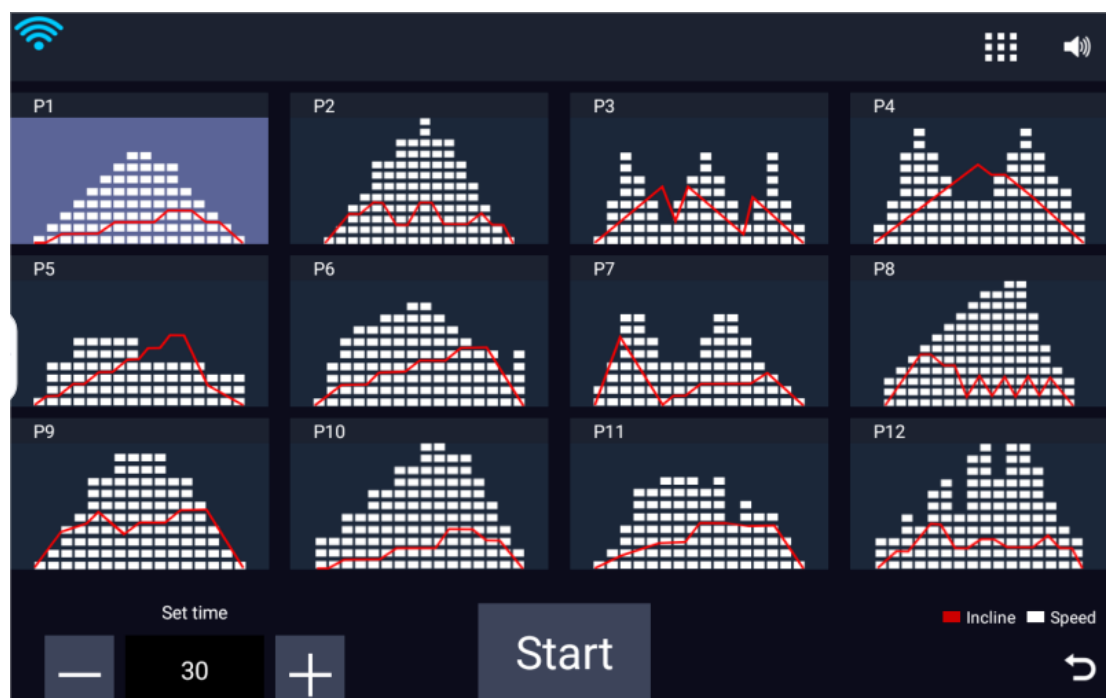 P1
P2
P3
P4
P5
P6
P7
P8
P9
P10
P11
P12
Set time
30
Start
Incline
Speed